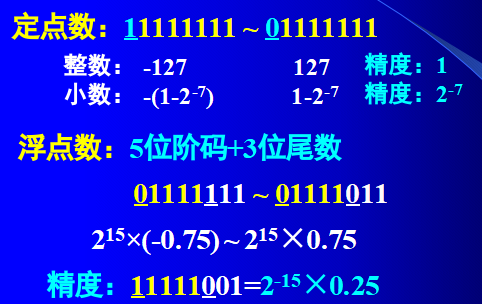 定点数：11111111 ~ 01111111
整数： -127 127 精度：1
小数： -(1-2⁻⁷) 1-2⁻⁷ 精度：2⁻⁷
浮点数：5位阶码+3位尾数
01111111 ~ 01111011
2¹⁵×(-0.75) ~ 2¹⁵×0.75
精度：11111001=2⁻¹⁵×0.25